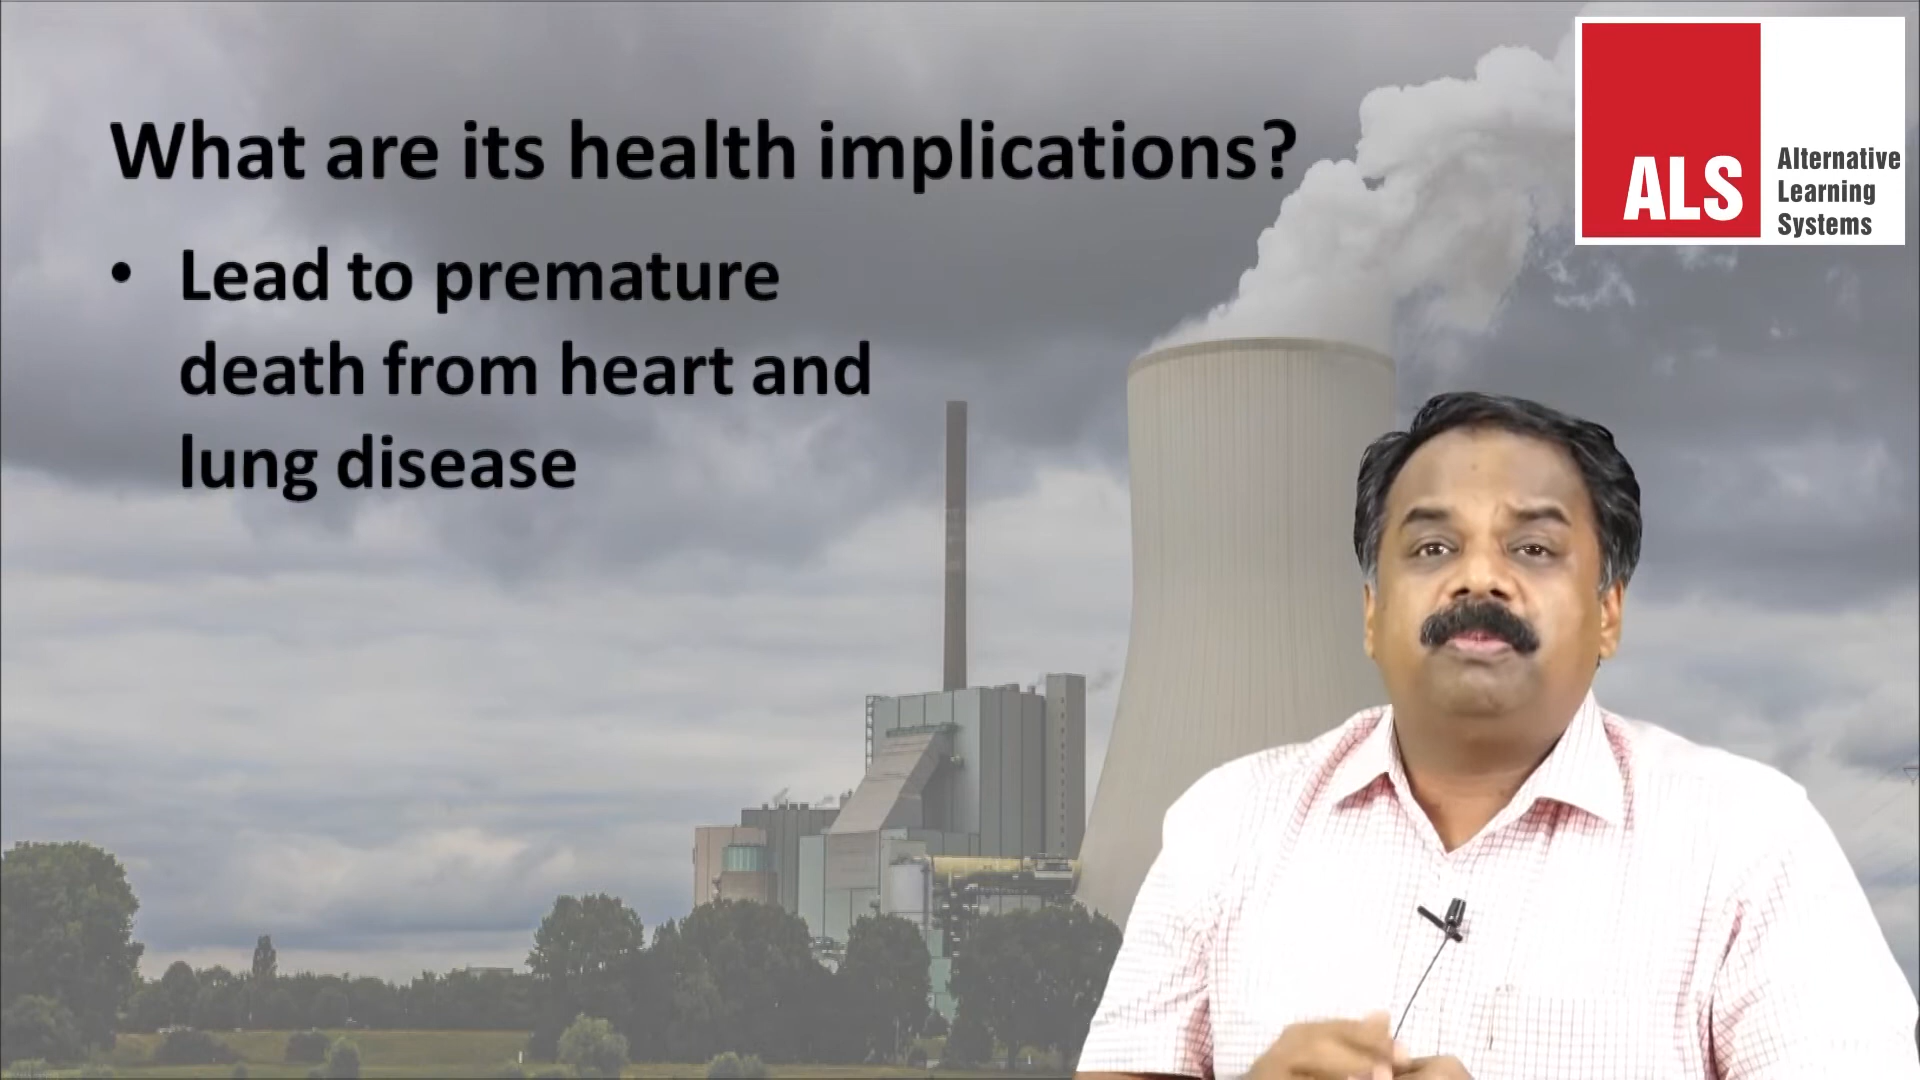 What are its health implications?
• Lead to premature
death from heart and
lung disease
ALS
Alternative
Learning
Systems